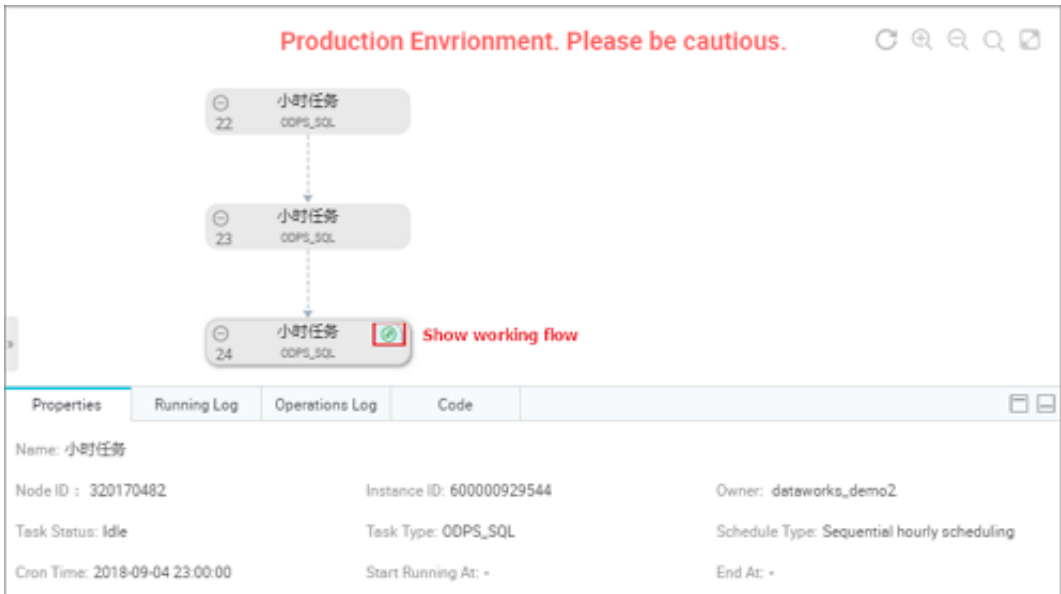 Production Envrionment. Please be cautious.
小时任务
22
ODPS_SQL
小时任务
23
ODPS_SQL
小时任务
Show working flow
24
ODPS_SQL
Properties Running Log Operations Log Code
Name: 小时任务
Node ID： 320170482 Instance ID: 600000929544 Owner: dataworks_demo2
Task Status: Idle Task Type: ODPS_SQL Schedule Type: Sequential hourly scheduling
Cron Time: 2018-09-04 23:00:00 Start Running At: - End At: -